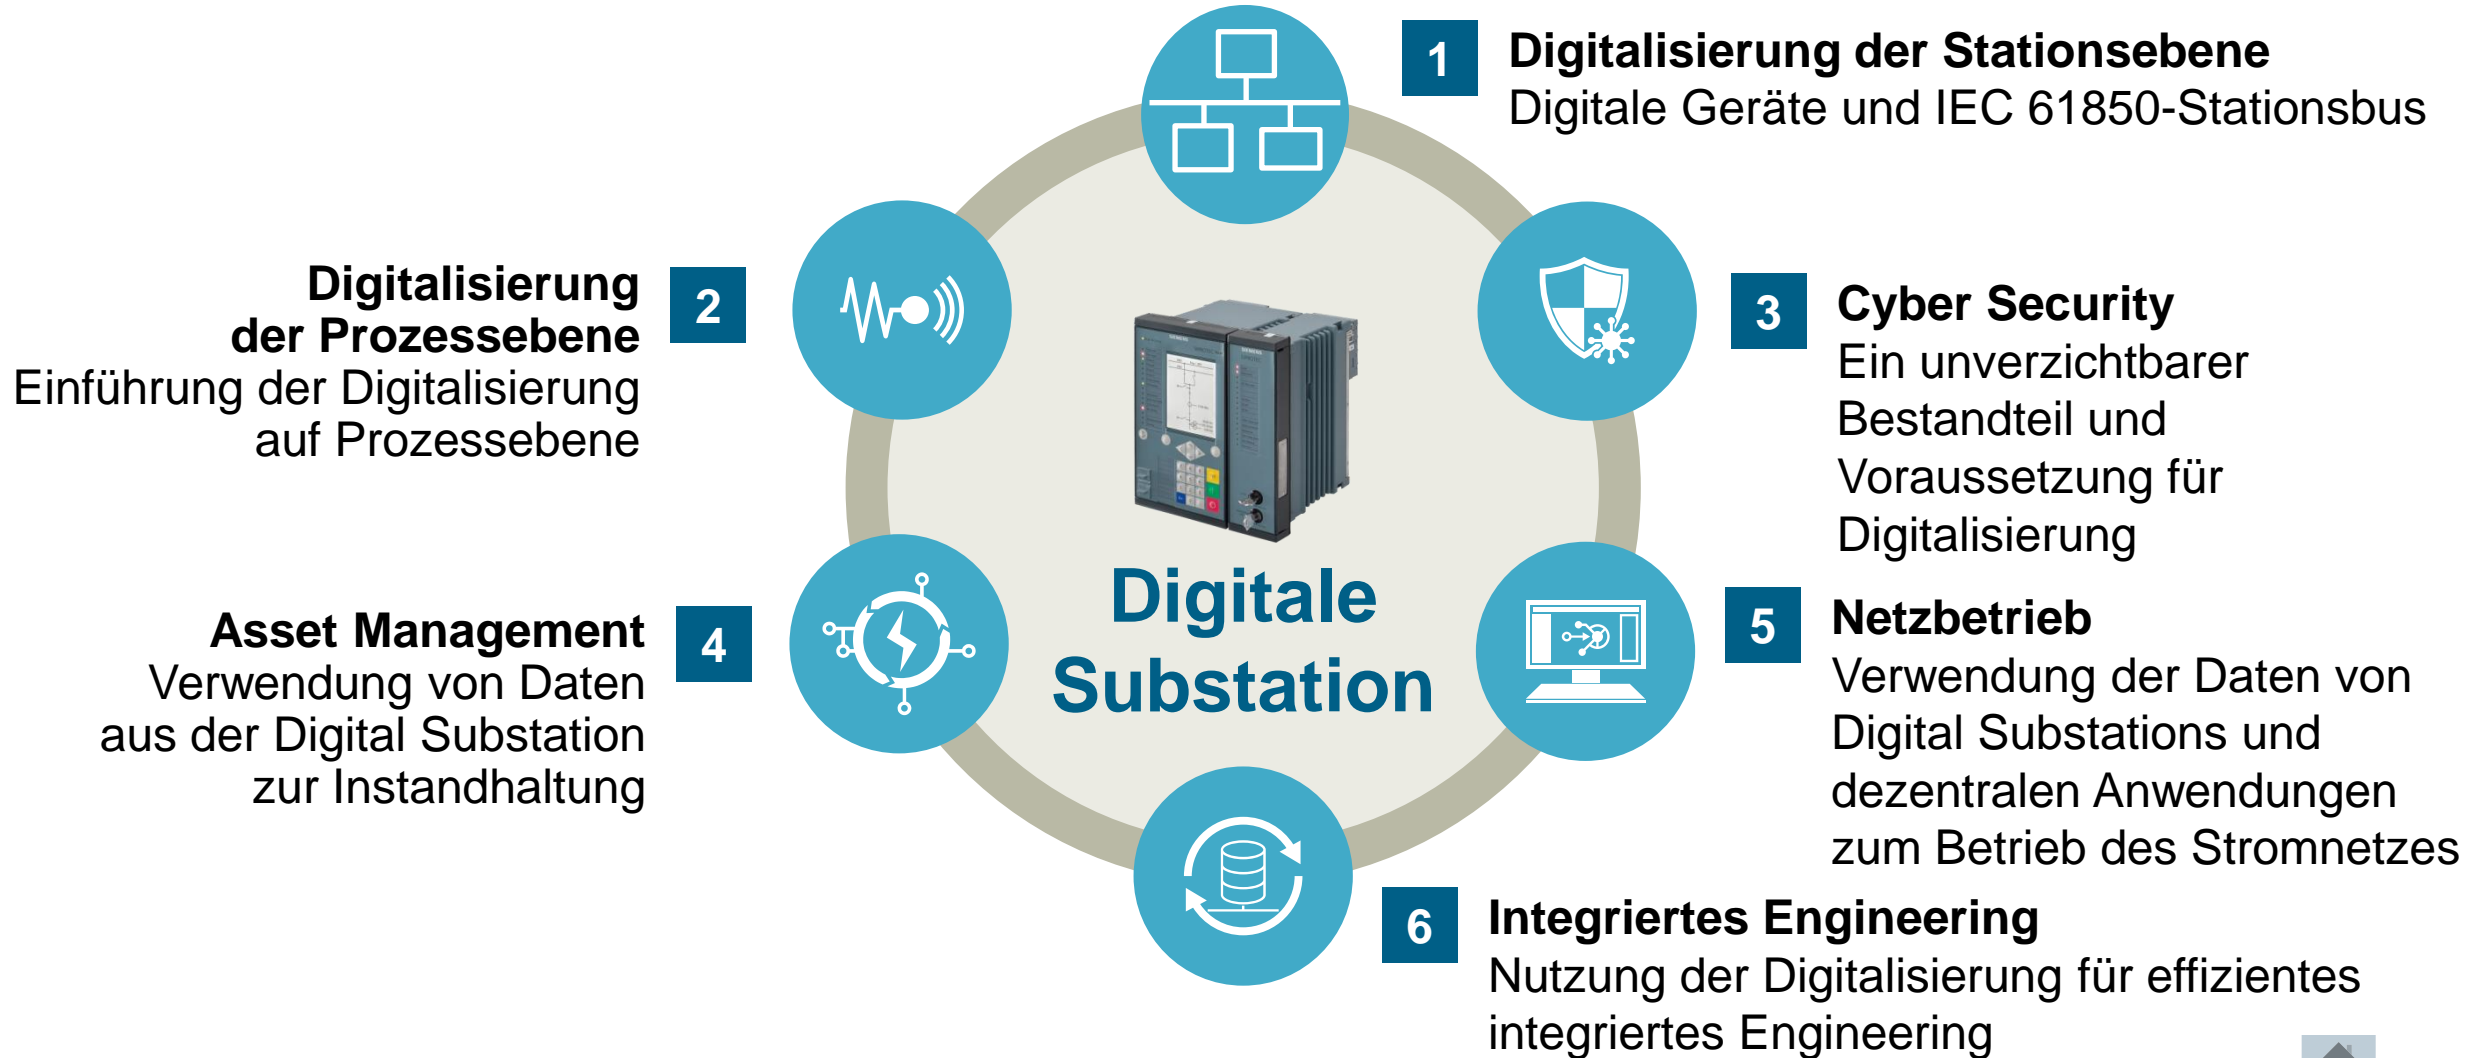 1
Digitalisierung der Stationsebene
Digitale Geräte und IEC 61850-Stationsbus
2
Digitalisierung
der Prozessebene
Einführung der Digitalisierung
auf Prozessebene
3
Cyber Security
Ein unverzichtbarer
Bestandteil und
Voraussetzung für
Digitalisierung
4
Asset Management
Verwendung von Daten
aus der Digital Substation
zur Instandhaltung
Digitale
Substation
5
Netzbetrieb
Verwendung der Daten von
Digital Substations und
dezentralen Anwendungen
zum Betrieb des Stromnetzes
6
Integriertes Engineering
Nutzung der Digitalisierung für effizientes
integriertes Engineering